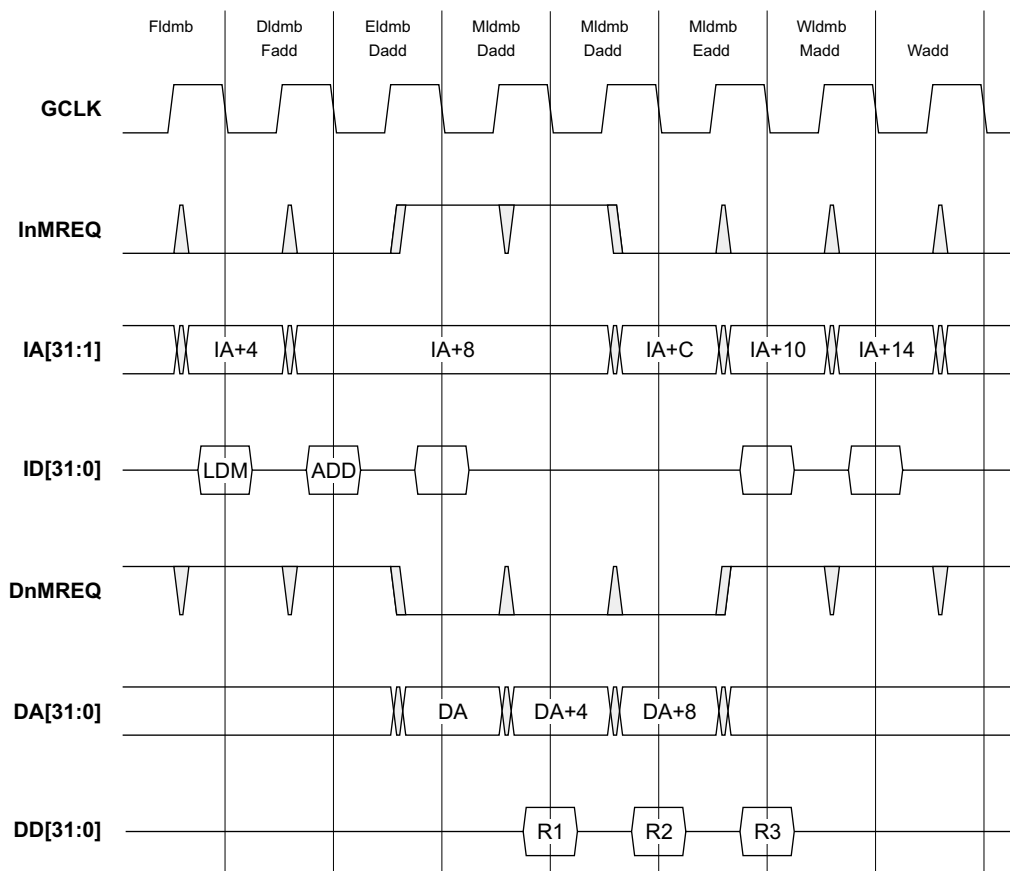 Fldmb Dldmb Eldmb Mldmb Mldmb Mldmb Wldmb
Fadd Dadd Dadd Dadd Eadd Madd Wadd
GCLK
InMREQ
IA[31:1] IA+4 IA+8 IA+C IA+10 IA+14
ID[31:0] LDM ADD
DnMREQ
DA[31:0] DA DA+4 DA+8
DD[31:0] R1 R2 R3